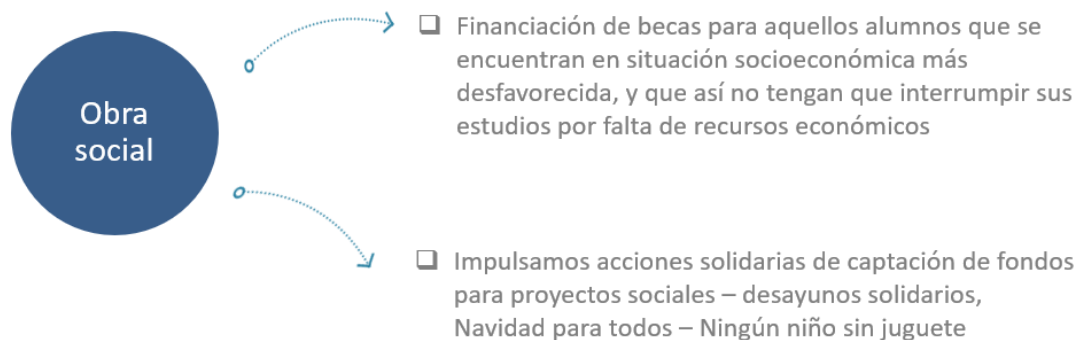 Obra
social
Financiación de becas para aquellos alumnos que se
encuentran en situación socioeconómica más
desfavorecida, y que así no tengan que interrumpir sus
estudios por falta de recursos económicos
Impulsamos acciones solidarias de captación de fondos
para proyectos sociales – desayunos solidarios,
Navidad para todos – Ningún niño sin juguete